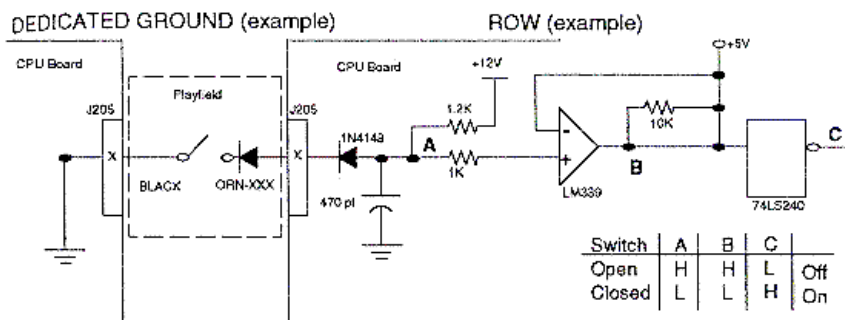 DEDICATED GROUND (example)
ROW (example)
CPU Board
Playfield
CPU Board
+12V
+5V
J205
J205
1.2K
1N4148
A
1K
10K
C
X
X
BLACK
ORN-XXX
470 pf
-
+
LM339
B
74LS240
Switch A B C
Open H H L Off
Closed L L H On